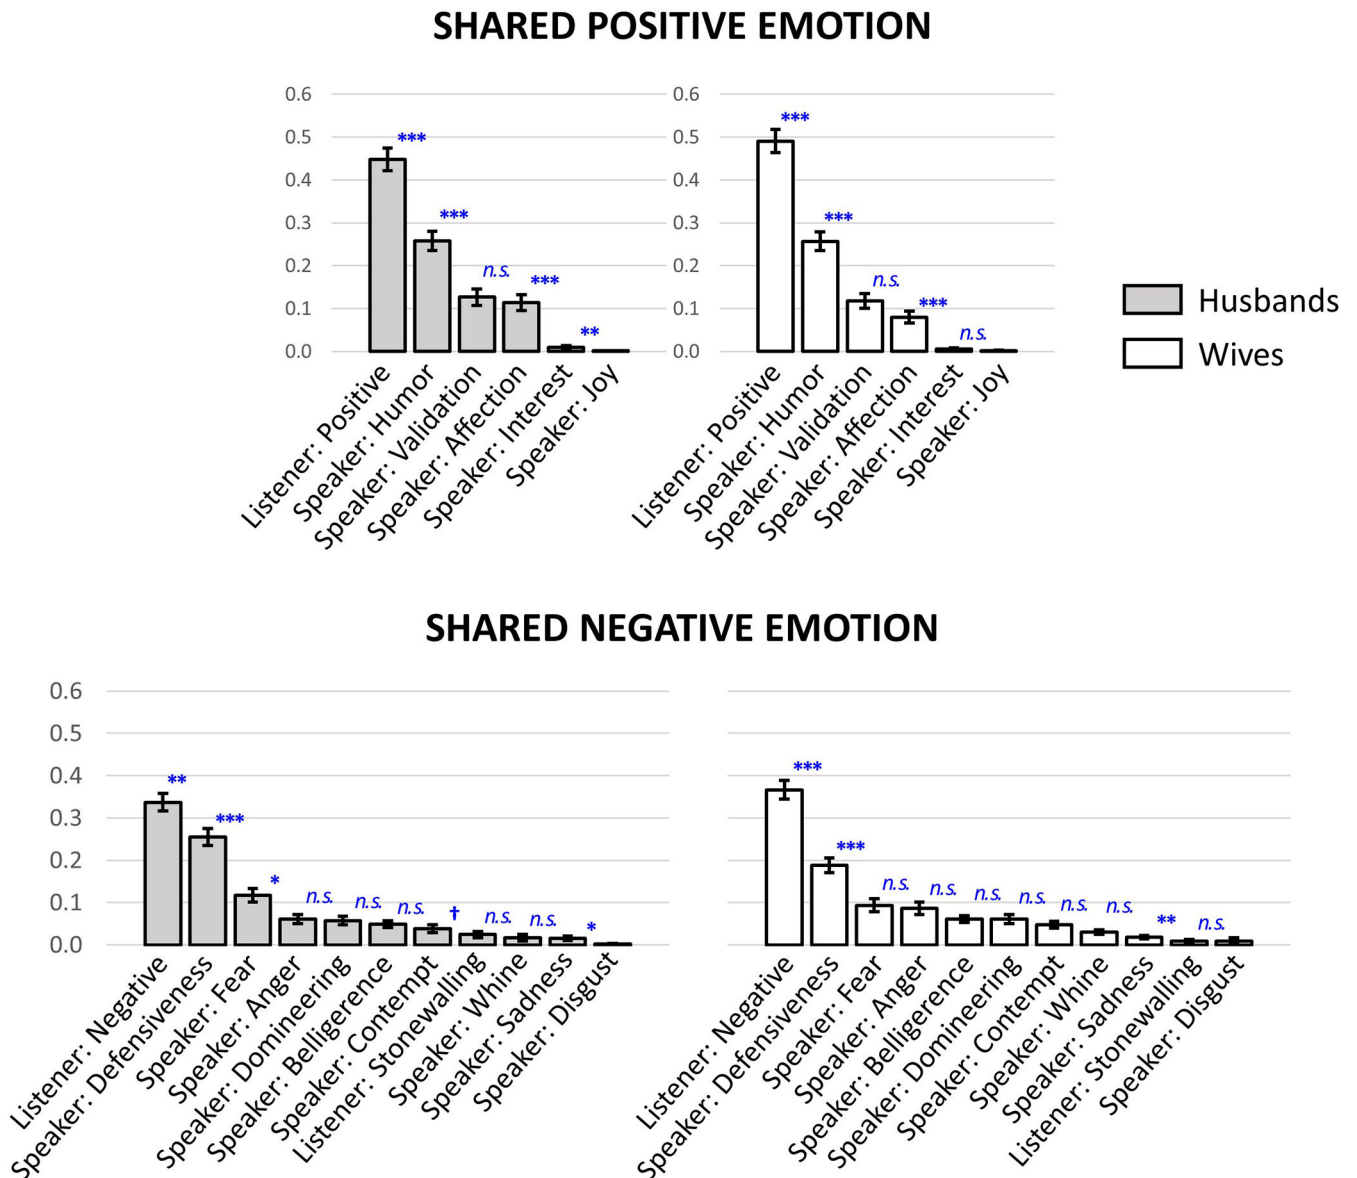 SHARED POSITIVE EMOTION
0.6
0.5
0.4
0.3
0.2
0.1
0.0
***
***
n.s.
***
**
Listener: Positive
Speaker: Humor
Speaker: Validation
Speaker: Affection
Speaker: Interest
Speaker: Joy
0.6
0.5
0.4
0.3
0.2
0.1
0.0
***
***
n.s.
***
n.s.
Listener: Positive
Speaker: Humor
Speaker: Validation
Speaker: Affection
Speaker: Interest
Speaker: Joy
Husbands
Wives
SHARED NEGATIVE EMOTION
0.6
0.5
0.4
0.3
0.2
0.1
0.0
**
***
*
n.s.
n.s.
n.s.
†
n.s.
n.s.
*
Listener: Negative
Speaker: Defensiveness
Speaker: Fear
Speaker: Anger
Speaker: Domineering
Speaker: Belligerence
Speaker: Contempt
Listener: Stonewalling
Speaker: Whine
Speaker: Sadness
Speaker: Disgust
***
***
n.s.
n.s.
n.s.
n.s.
n.s.
n.s.
**
n.s.
Listener: Negative
Speaker: Defensiveness
Speaker: Fear
Speaker: Anger
Speaker: Belligerence
Speaker: Domineering
Speaker: Contempt
Speaker: Whine
Speaker: Sadness
Listener: Stonewalling
Speaker: Disgust